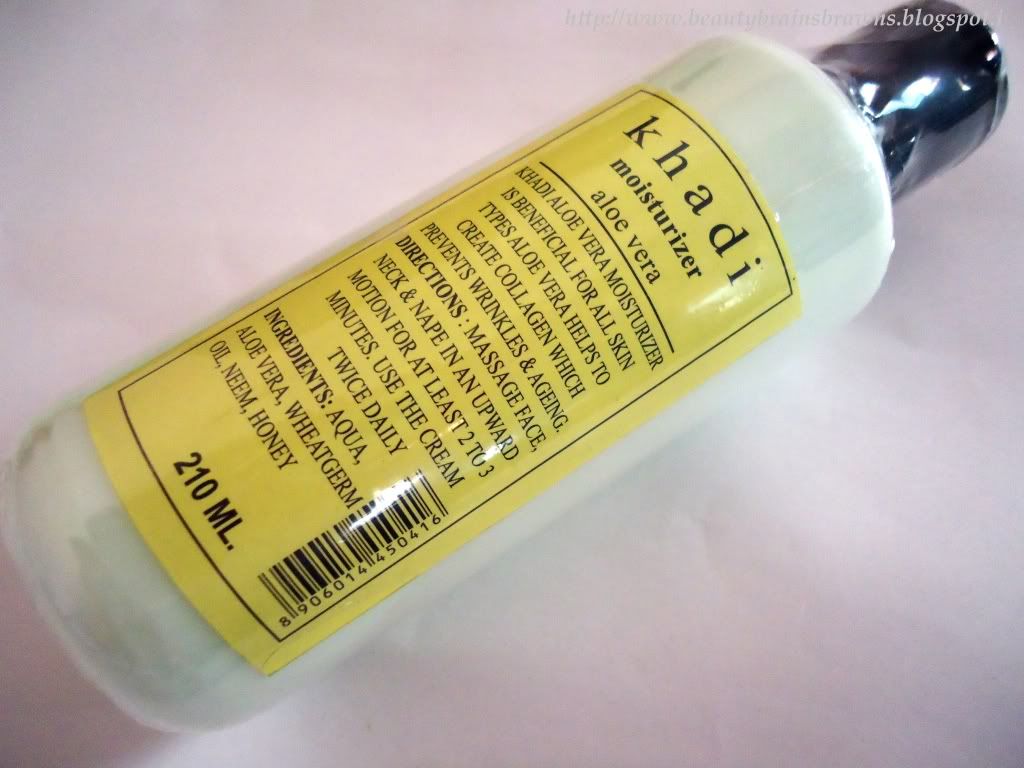 http://www.beautybrainsbrawns.blogspot.
khadi
moisturizer
aloe vera
KHADI ALOE VERA MOISTURIZER
IS BENEFICIAL FOR ALL SKIN
TYPES ALOE VERA HELPS TO
CREATE COLLAGEN WHICH
PREVENTS WRINKLES & AGEING.
DIRECTIONS : MASSAGE FACE,
NECK & NAPE IN AN UPWARD
MOTION FOR AT LEAST 2 TO 3
MINUTES. USE THE CREAM
TWICE DAILY
INGREDIENTS: AQUA,
ALOE VERA, WHEATGERM
OIL, NEEM, HONEY
210 ML.
8 906014 450416